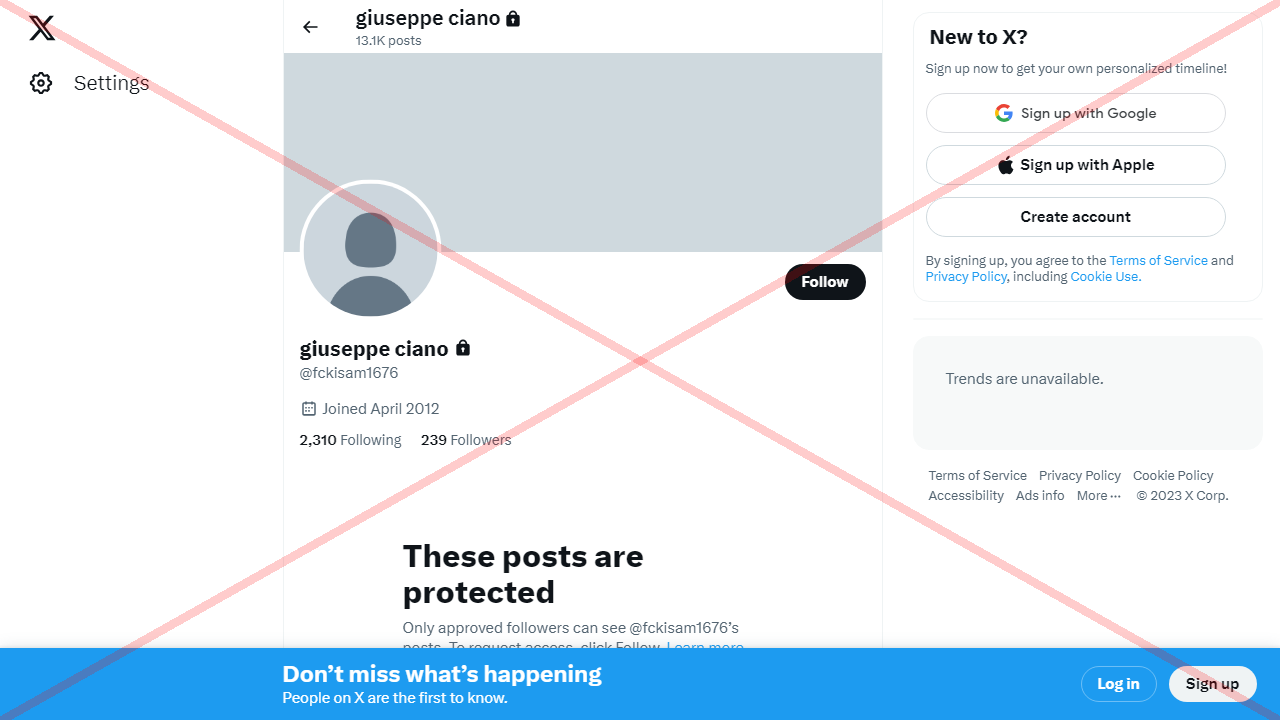 Settings
giuseppe ciano
13.1K posts
Follow
giuseppe ciano
@fckisam1676
Joined April 2012
2,310 Following 239 Followers
These posts are
protected
Only approved followers can see @fckisam1676’s
posts. To request access, click Follow. Learn more
New to X?
Sign up now to get your own personalized timeline!
Sign up with Google
Sign up with Apple
Create account
By signing up, you agree to the Terms of Service and
Privacy Policy, including Cookie Use.
Trends are unavailable.
Terms of Service Privacy Policy Cookie Policy
Accessibility Ads info More ··· © 2023 X Corp.
Don’t miss what’s happening
People on X are the first to know.
Log in
Sign up